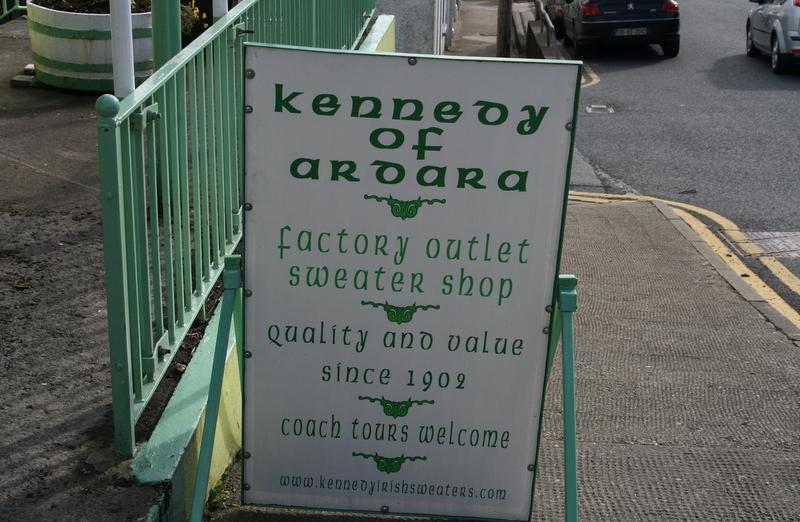 kennedy
of
ardara
factory outlet
sweater shop
Quality and value
since 1902
coach tours welcome
www.kennedyirishsweaters.com